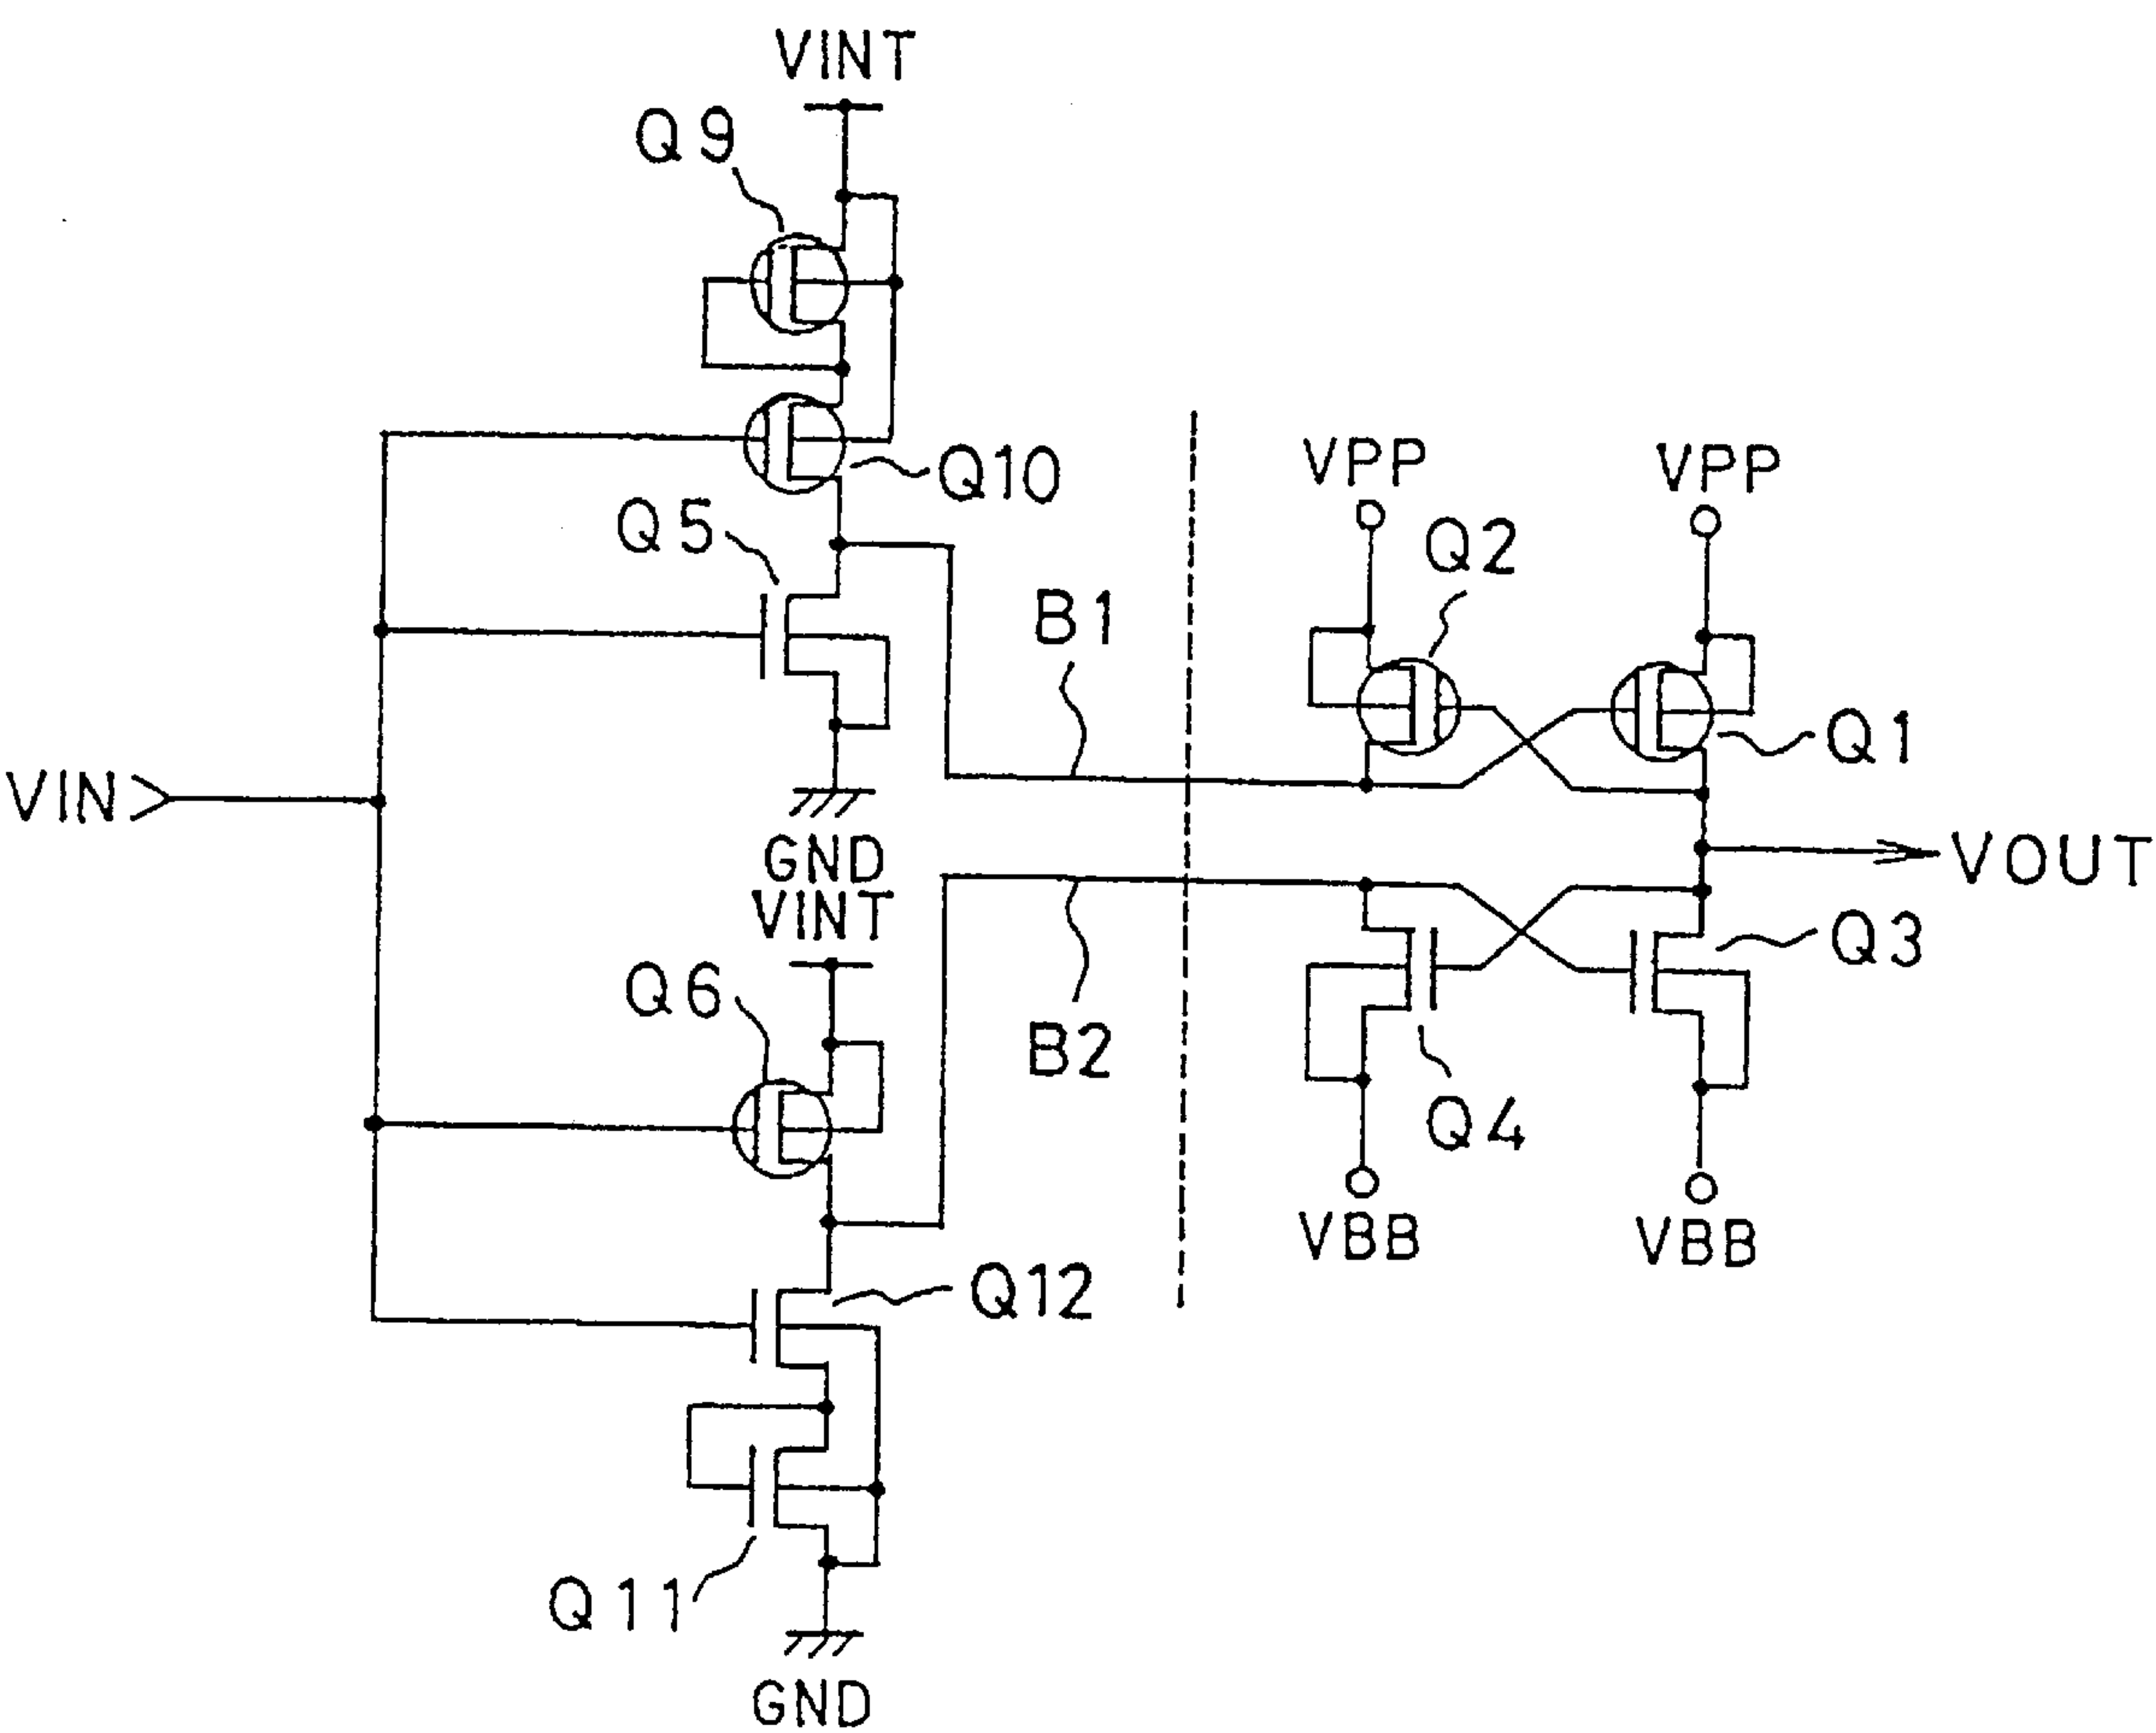 VINT
Q9
Q10
Q5
VPP
VPP
Q2
B1
Q1
VIN
GND
VOUT
VINT
Q3
Q6
B2
Q4
VBB
VBB
Q12
Q11
GND